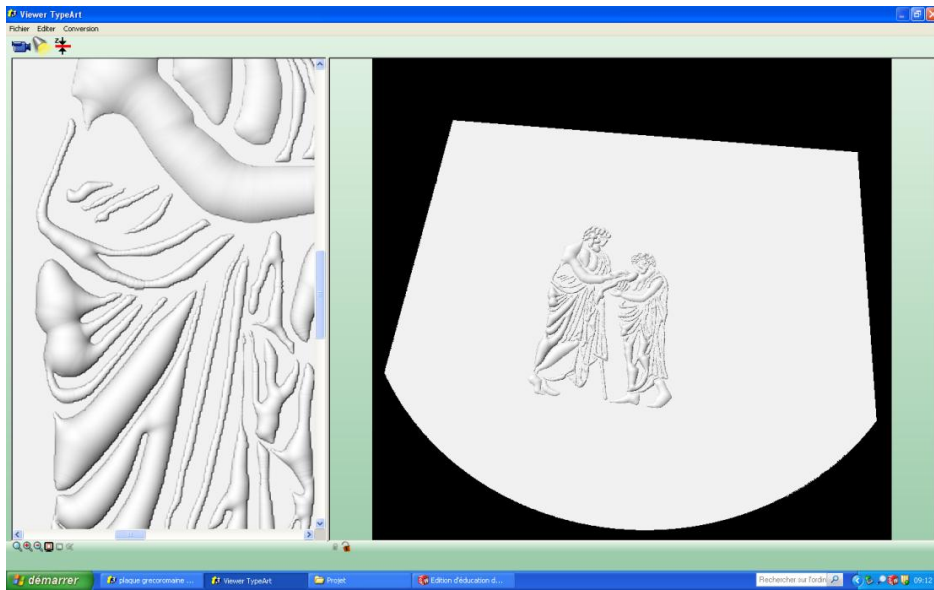 Viewer TypeArt
Fichier Editer Conversion
Z
démarrer
plaque grecoromaine ...
Viewer TypeArt
Projet
Edition d'éducation d...
Rechercher sur l'ordin
09:12